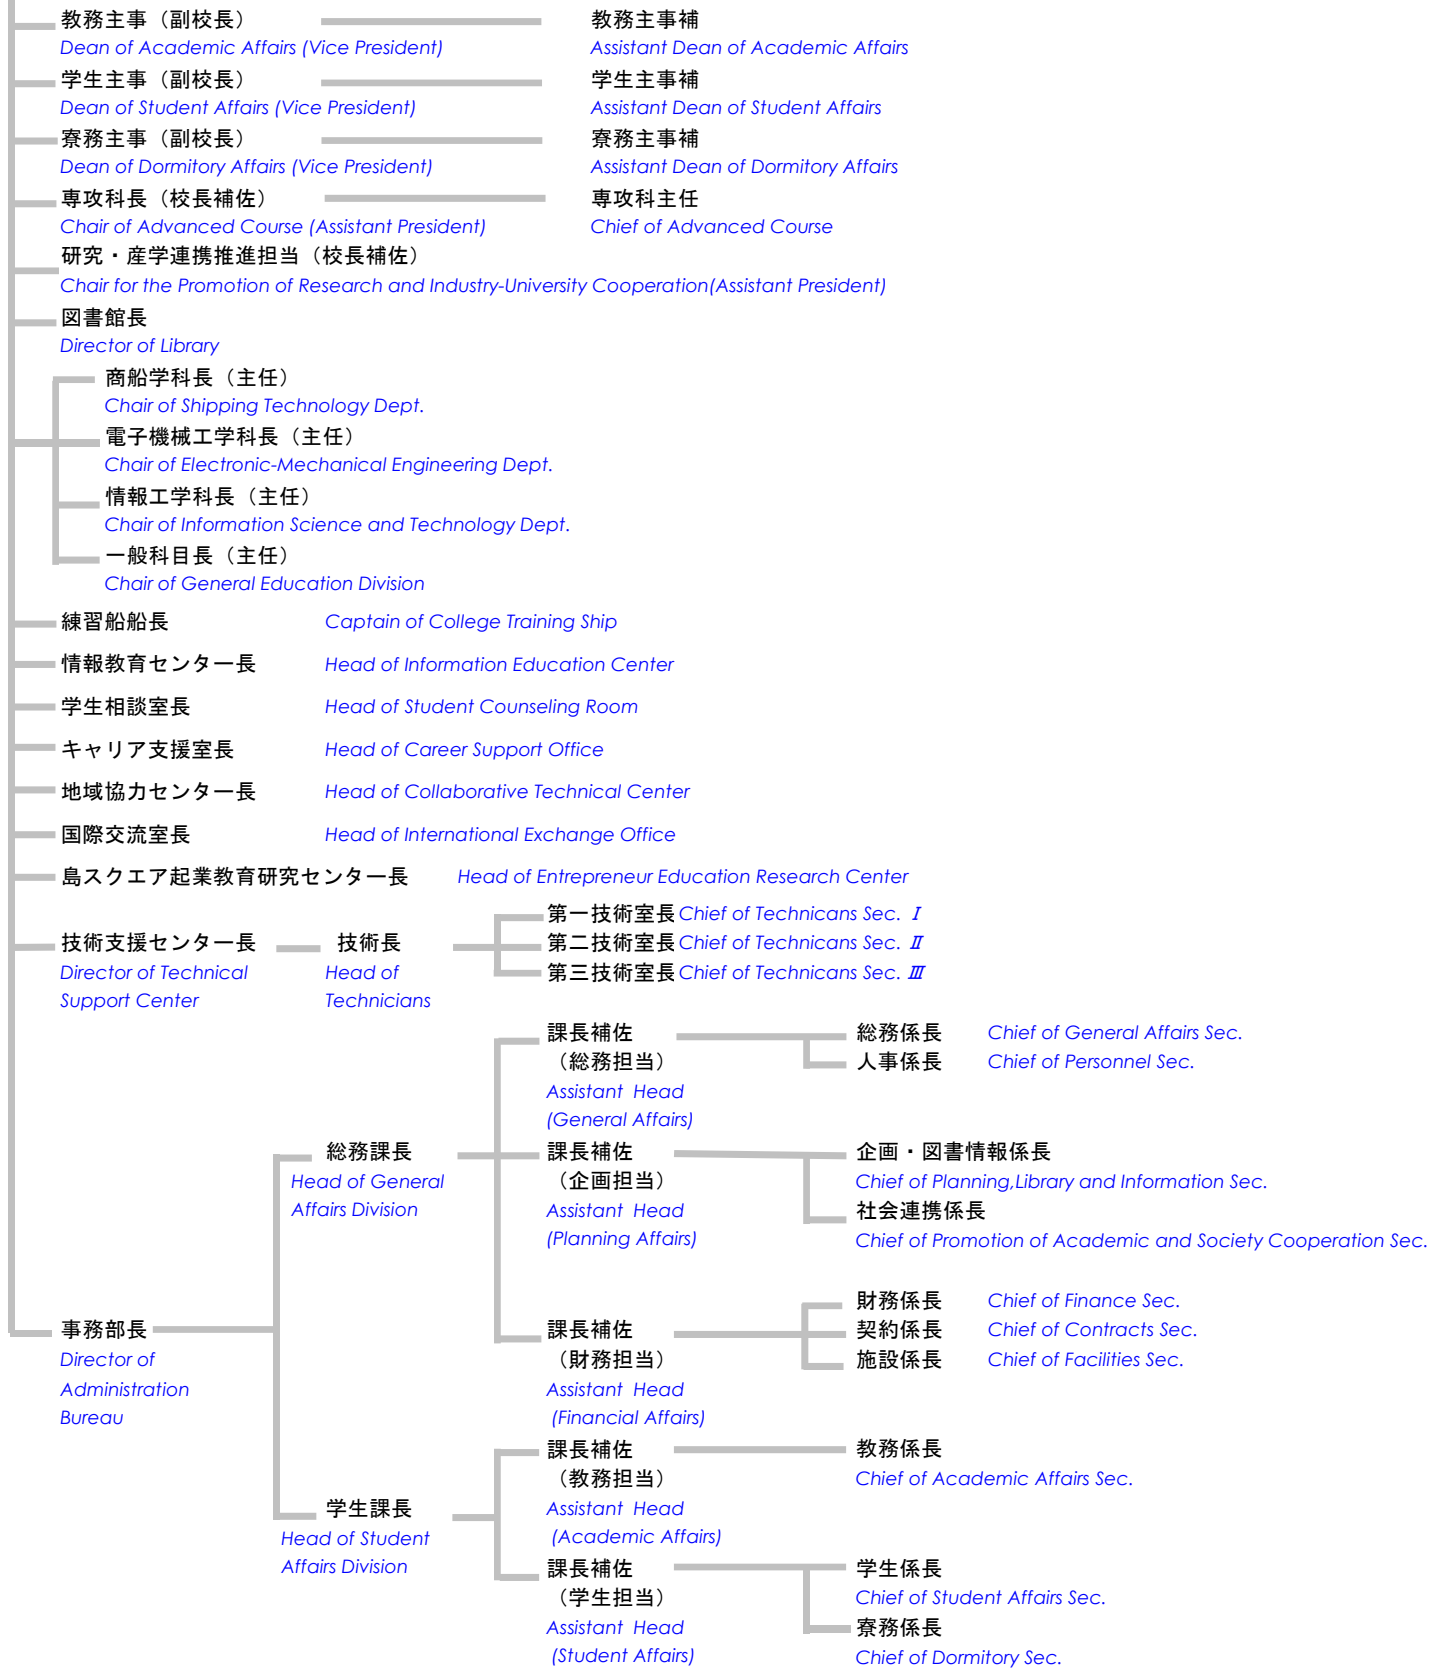 教務主事（副校長） 教務主事補
Dean of Academic Affairs (Vice President) Assistant Dean of Academic Affairs
学生主事（副校長） 学生主事補
Dean of Student Affairs (Vice President) Assistant Dean of Student Affairs
寮務主事（副校長） 寮務主事補
Dean of Dormitory Affairs (Vice President) Assistant Dean of Dormitory Affairs
専攻科長（校長補佐） 専攻科主任
Chair of Advanced Course (Assistant President) Chief of Advanced Course
研究・産学連携推進担当（校長補佐）
Chair for the Promotion of Research and Industry-University Cooperation(Assistant President)
図書館長
Director of Library
商船学科長（主任）
Chair of Shipping Technology Dept.
電子機械工学科長（主任）
Chair of Electronic-Mechanical Engineering Dept.
情報工学科長（主任）
Chair of Information Science and Technology Dept.
一般科目長（主任）
Chair of General Education Division
練習船船長 Captain of College Training Ship
情報教育センター長 Head of Information Education Center
学生相談室長 Head of Student Counseling Room
キャリア支援室長 Head of Career Support Office
地域協力センター長 Head of Collaborative Technical Center
国際交流室長 Head of International Exchange Office
島スクエア起業教育研究センター長 Head of Entrepreneur Education Research Center
技術支援センター長
Director of Technical
Support Center
技術長
Head of
Technicians
第一技術室長 Chief of Technicans Sec. Ⅰ
第二技術室長 Chief of Technicans Sec. Ⅱ
第三技術室長 Chief of Technicans Sec. Ⅲ
事務部長
Director of
Administration
Bureau
総務課長
Head of General
Affairs Division
課長補佐
（総務担当）
Assistant Head
(General Affairs)
総務係長 Chief of General Affairs Sec.
人事係長 Chief of Personnel Sec.
課長補佐
（企画担当）
Assistant Head
(Planning Affairs)
企画・図書情報係長
Chief of Planning,Library and Information Sec.
社会連携係長
Chief of Promotion of Academic and Society Cooperation Sec.
課長補佐
（財務担当）
Assistant Head
(Financial Affairs)
財務係長 Chief of Finance Sec.
契約係長 Chief of Contracts Sec.
施設係長 Chief of Facilities Sec.
学生課長
Head of Student
Affairs Division
課長補佐
（教務担当）
Assistant Head
(Academic Affairs)
教務係長
Chief of Academic Affairs Sec.
課長補佐
（学生担当）
Assistant Head
(Student Affairs)
学生係長
Chief of Student Affairs Sec.
寮務係長
Chief of Dormitory Sec.